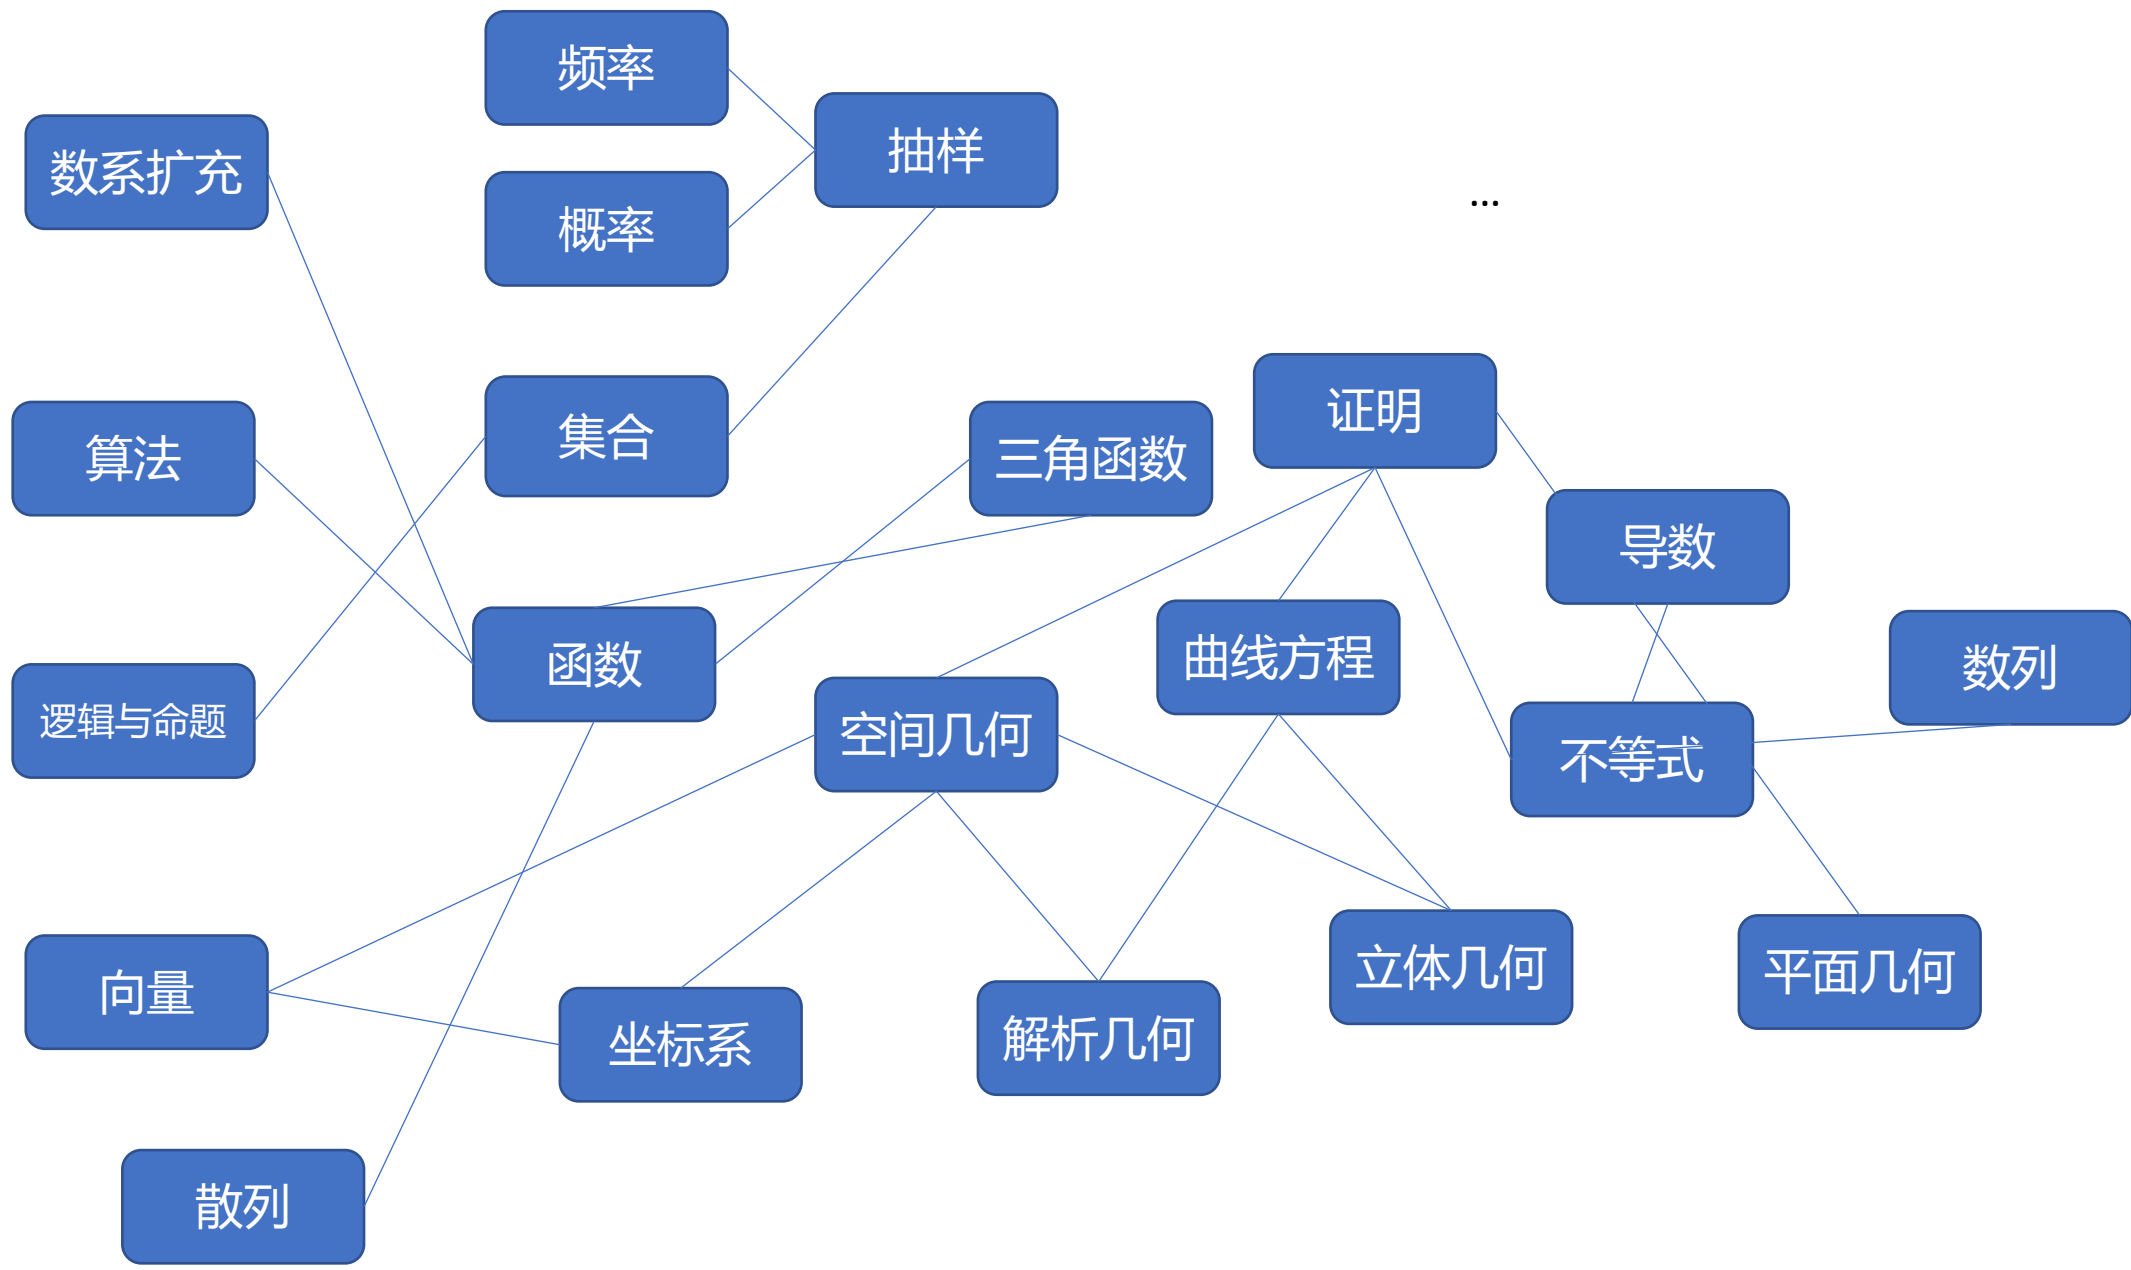 频率
抽样
数系扩充
概率
...
证明
集合
三角函数
算法
导数
函数
曲线方程
数列
逻辑与命题
空间几何
不等式
立体几何
平面几何
向量
坐标系
解析几何
散列